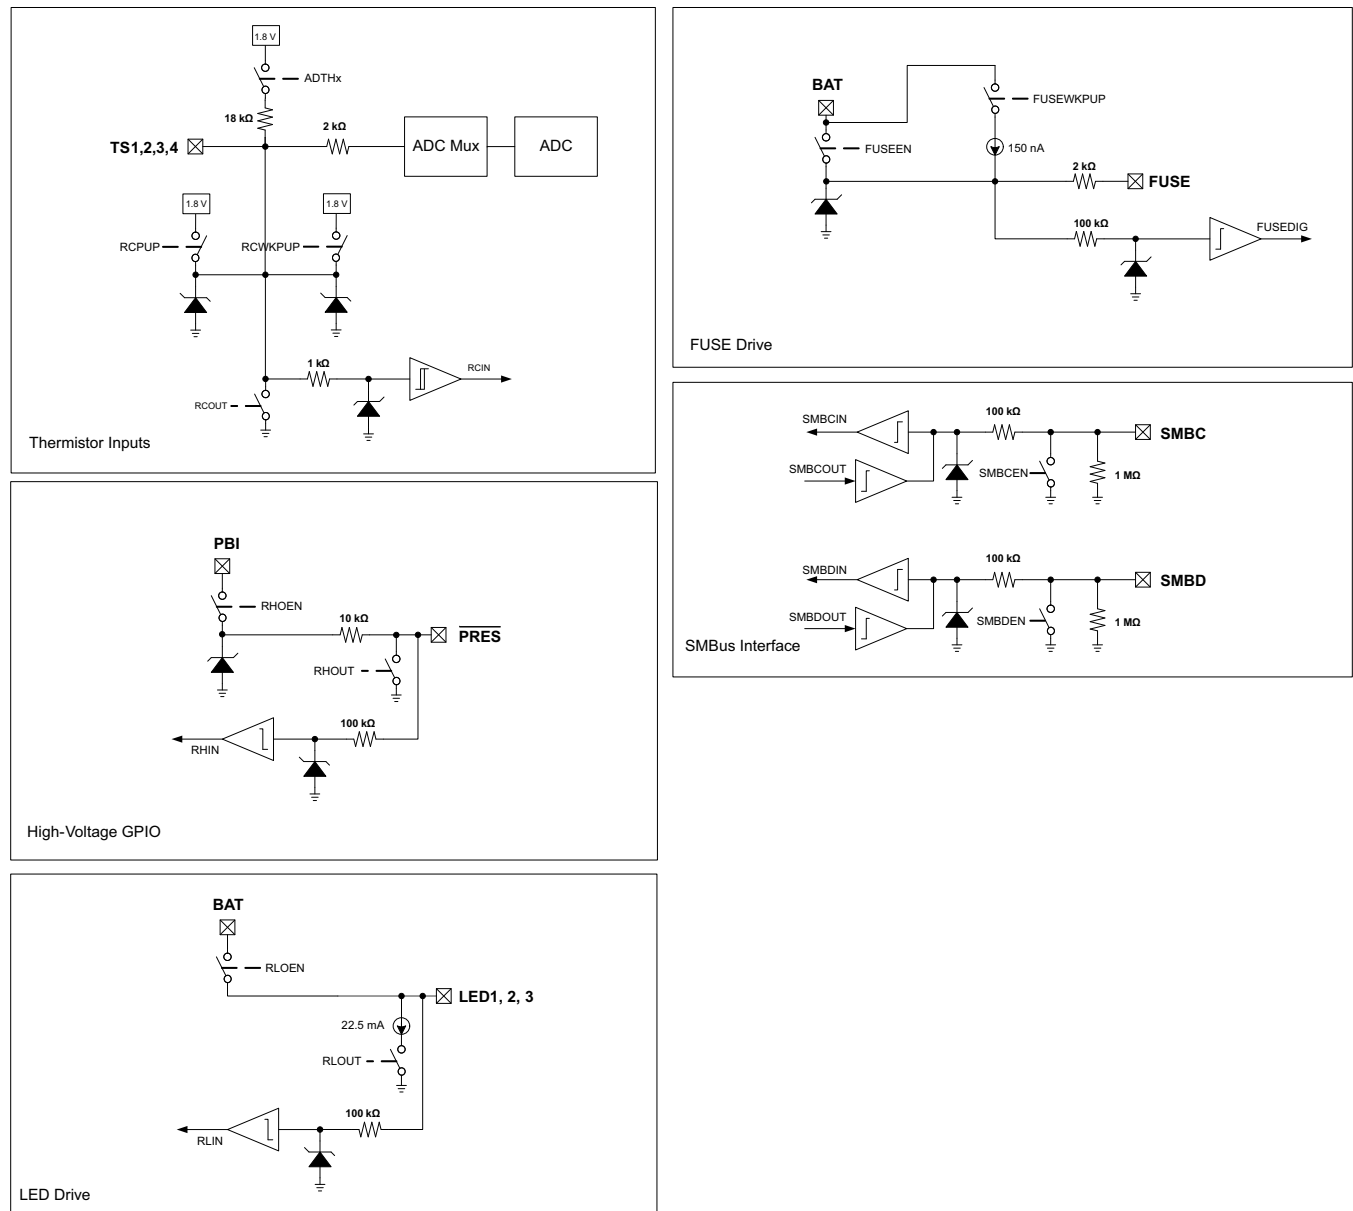 1.8 V
ADTHx
18 kΩ
2 kΩ
TS1,2,3,4
ADC Mux
ADC
1.8 V
1.8 V
RCPUP
RCWKPUP
1 kΩ
RCIN
RCOUT
Thermistor Inputs
BAT
FUSEWKPUP
FUSEEN
150 nA
2 kΩ
FUSE
100 kΩ
FUSEDIG
FUSE Drive
SMBCIN
100 kΩ
SMBC
SMBCOUT
SMBCEN
1 MΩ
SMBDIN
100 kΩ
SMBD
SMBDOUT
SMBDEN
1 MΩ
SMBus Interface
PBI
RHOEN
10 kΩ
PRES
RHOUT
100 kΩ
RHIN
High-Voltage GPIO
BAT
RLOEN
LED1, 2, 3
22.5 mA
RLOUT
100 kΩ
RLIN
LED Drive